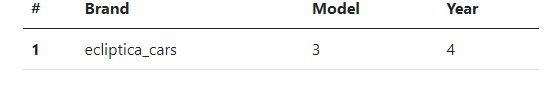 # Brand Model Year
1 ecliptica_cars 3 4